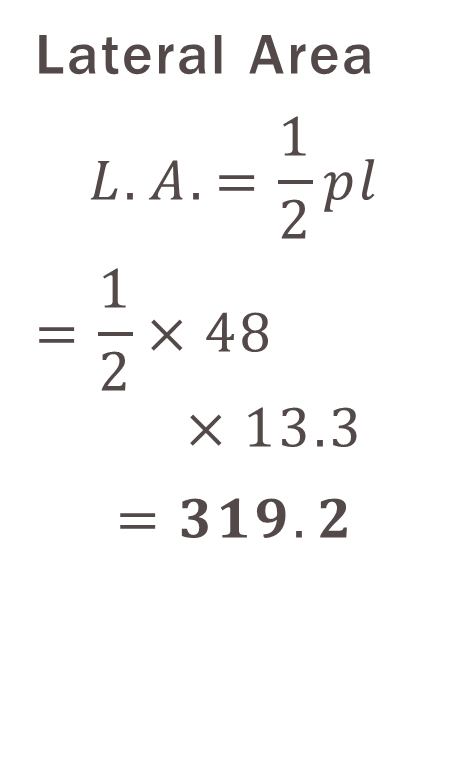 Lateral Area
L.A. = 1/2 pl
= 1/2 × 48
× 13.3
= 319.2